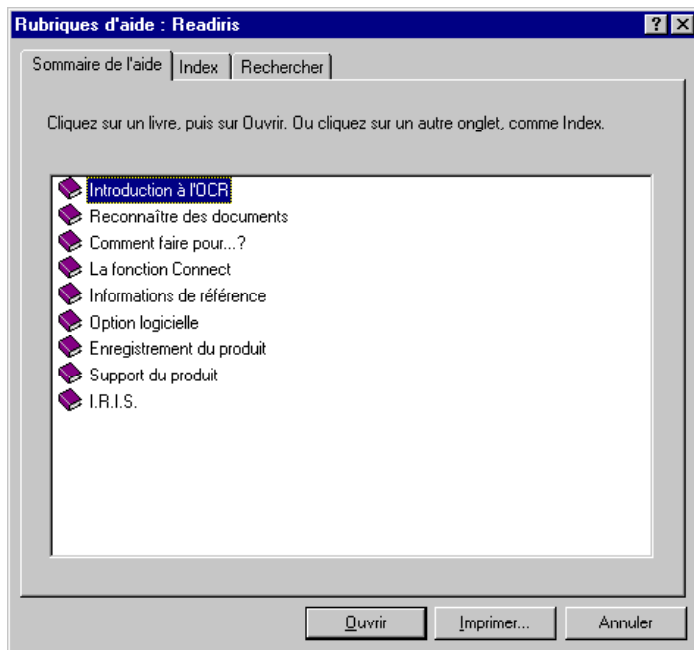 Rubriques d'aide : Readiris
Sommaire de l'aide Index Rechercher
Cliquez sur un livre, puis sur Ouvrir. Ou cliquez sur un autre onglet, comme Index.
Introduction à l'OCR
Reconnaître des documents
Comment faire pour...?
La fonction Connect
Informations de référence
Option logicielle
Enregistrement du produit
Support du produit
I.R.I.S.
Ouvrir Imprimer... Annuler